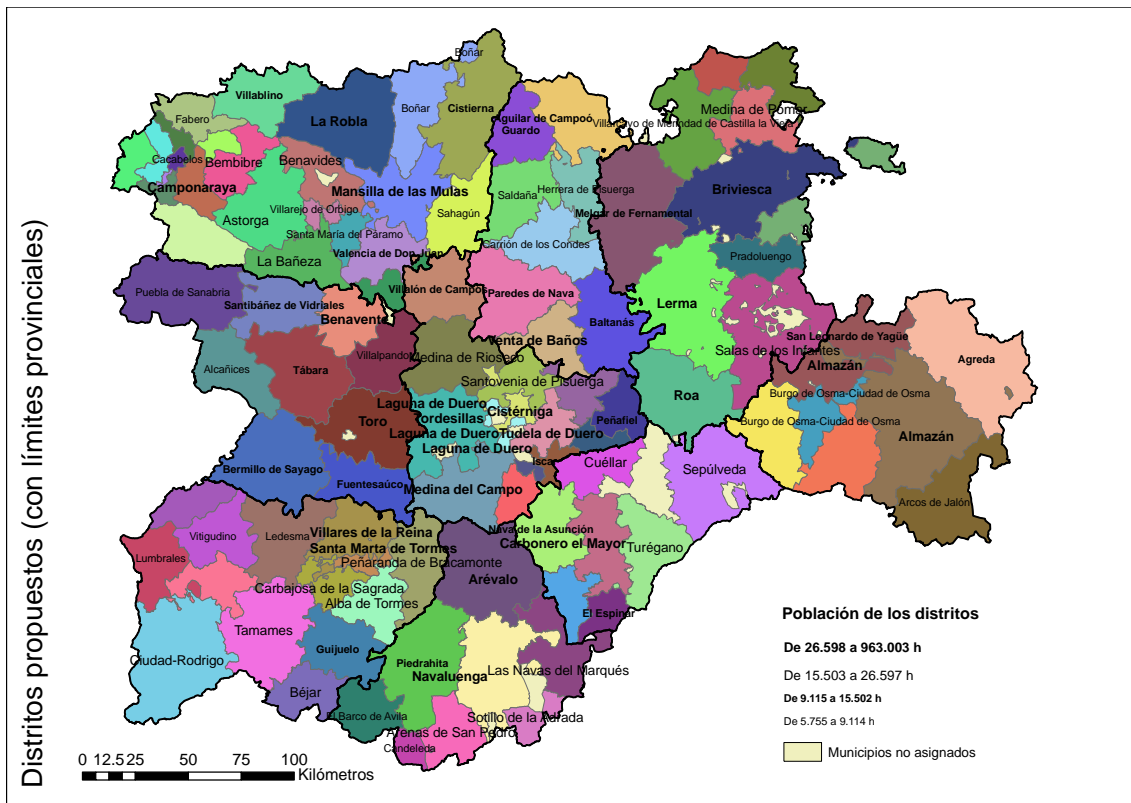 Distritos propuestos (con límites provinciales)
Boñar
Villablino
Boñar
Cistierna
Fabero
La Robla
Aguilar de Campoó
Guardo
Medina de Pomar
Villarcayo de Merindad de Castilla la Vieja
Cacabelos
Bembibre
Benavides
Camponaraya
Mansilla de las Mulas
Saldaña
Herrera de Pisuerga
Briviesca
Astorga
Villarejo de Orbigo
Sahagún
Melgar de Fernamental
Santa María del Páramo
Carrión de los Condes
Valencia de Don Juan
La Bañeza
Pradoluengo
Puebla de Sanabria
Villalón de Campos
Paredes de Nava
Santibáñez de Vidriales
Benavente
Baltanás
Lerma
San Leonardo de Yagüe
Salas de los Infantes
Villalpando
Medina de Rioseco
Venta de Baños
Agreda
Alcañices
Tábara
Almazán
Santovenia de Pisuerga
Burgo de Osma-Ciudad de Osma
Roa
Laguna de Duero
Tordesillas
Cistérniga
Peñafiel
Toro
Burgo de Osma-Ciudad de Osma
Laguna de Duero
Tudela de Duero
Almazán
Laguna de Duero
Iscar
Cuéllar
Sepúlveda
Bermillo de Sayago
Fuentesaúco
Medina del Campo
Arcos de Jalón
Vitigudino
Ledesma
Villares de la Reina
Nava de la Asunción
Carbonero el Mayor
Turégano
Santa Marta de Tormes
Lumbrales
Peñaranda de Bracamonte
Arévalo
Carbajosa de la Sagrada
Alba de Tormes
El Espinar
Tamames
Guijuelo
Ciudad-Rodrigo
Piedrahita
Navaluenga
Las Navas del Marqués
Béjar
El Barco de Avila
Sotillo de la Adrada
Arenas de San Pedro
Candeleda
Población de los distritos
De 26.598 a 963.003 h
De 15.503 a 26.597 h
De 9.115 a 15.502 h
De 5.755 a 9.114 h
Municipios no asignados
0 12.5 25 50 75 100
Kilómetros